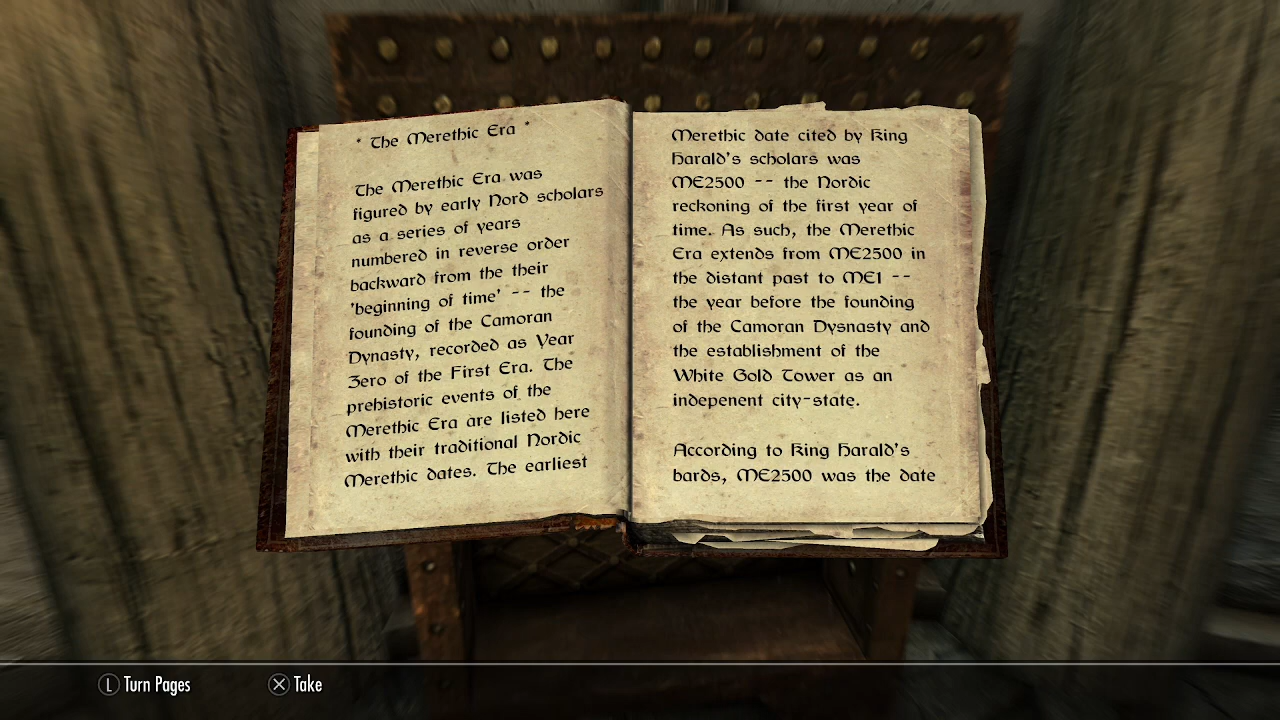 * The Merethic Era *
The Merethic Era was
figured by early Nord scholars
as a series of years
numbered in reverse order
backward from the their
'beginning of time' -- the
founding of the Camoran
Dynasty, recorded as Year
Zero of the First Era. The
prehistoric events of the
Merethic Era are listed here
with their traditional Nordic
Merethic dates. The earliest
Merethic date cited by King
Harald's scholars was
ME2500 -- the Nordic
reckoning of the first year of
time. As such, the Merethic
Era extends from ME2500 in
the distant past to ME1 --
the year before the founding
of the Camoran Dysnasty and
the establishment of the
White Gold Tower as an
indepenent city-state.
According to King Harald's
bards, ME2500 was the date
L Turn Pages
X Take